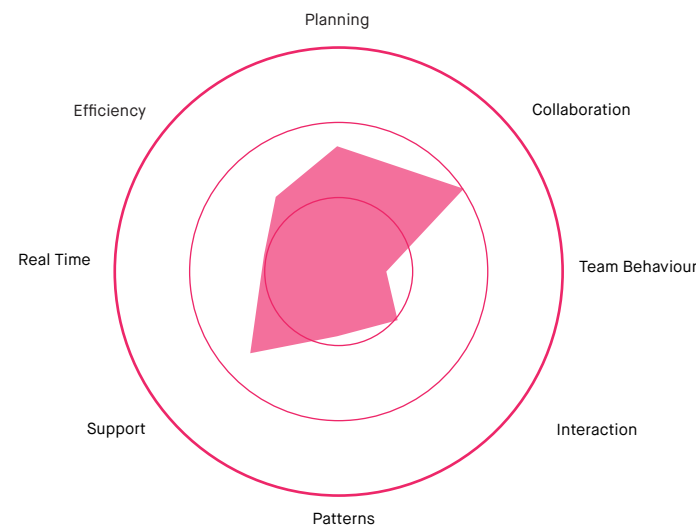 Planning
Efficiency
Collaboration
Real Time
Team Behaviour
Support
Interaction
Patterns